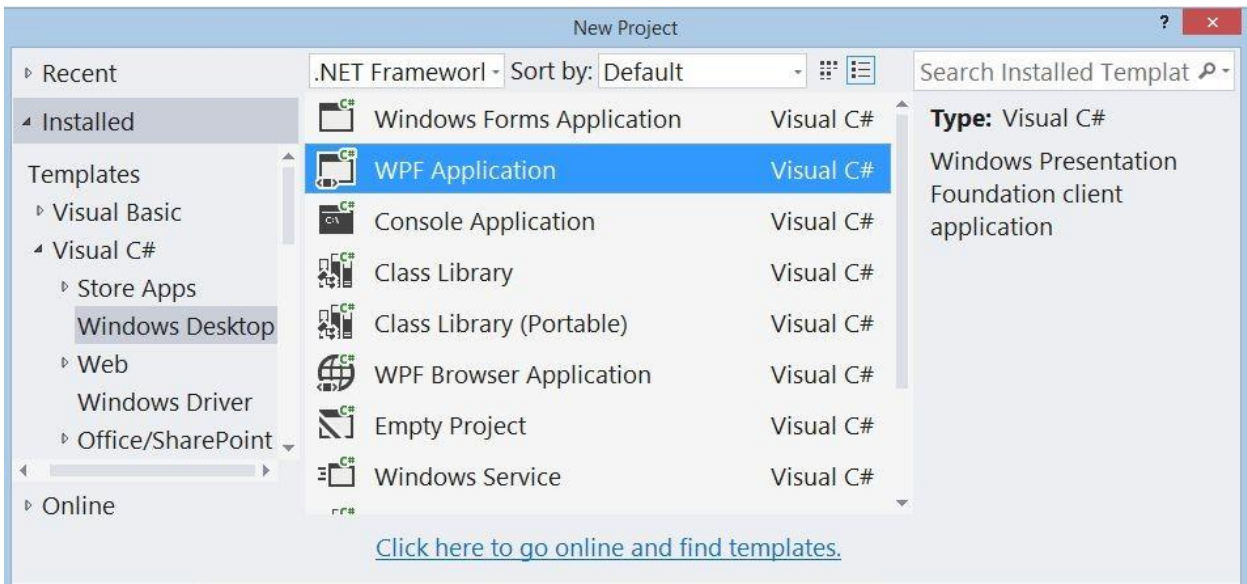 New Project
?
Recent
Installed
Templates
Visual Basic
Visual C#
Store Apps
Windows Desktop
Web
Windows Driver
Office/SharePoint
Online
.NET Frameworl Sort by: Default
C# Windows Forms Application Visual C#
C# WPF Application Visual C#
C# C:\ Console Application Visual C#
C# Class Library Visual C#
C# Class Library (Portable) Visual C#
C# WPF Browser Application Visual C#
C# Empty Project Visual C#
C# Windows Service Visual C#
C#
Click here to go online and find templates.
Search Installed Templat
Type: Visual C#
Windows Presentation
Foundation client
application